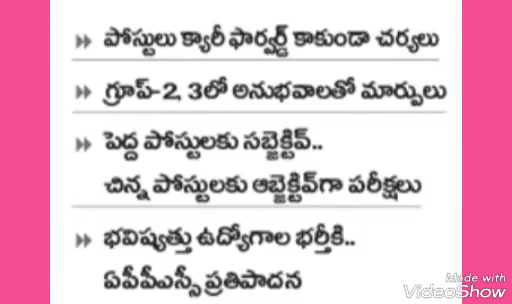 ›› పోస్టులు క్యారీ ఫార్వర్డ్ కాకుండా చర్యలు
›› గ్రూప్-2, 3లో అనుభవాలతో మార్పులు
›› పెద్ద పోస్టులకు సబ్జెక్టివ్..
చిన్న పోస్టులకు ఆబ్జెక్టివ్‌గా పరీక్షలు
›› భవిష్యత్తు ఉద్యోగాల భర్తీకి..
ఏపీపీఎస్సీ ప్రతిపాదన
Made with
VideoShow